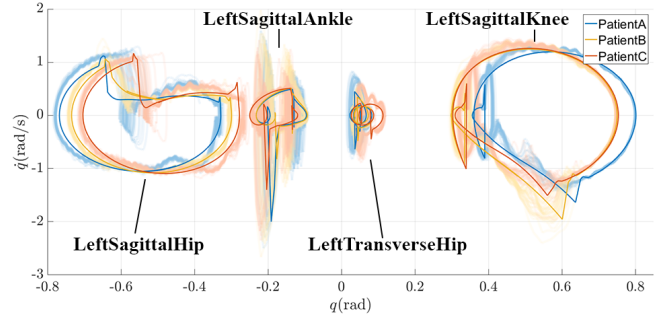 LeftSagittalAnkle
LeftSagittalKnee
PatientA
PatientB
PatientC
2
1
0
-1
-2
-3
q̇(rad/s)
LeftSagittalHip
LeftTransverseHip
-0.8
-0.6
-0.4
-0.2
0
0.2
0.4
0.6
0.8
q(rad)